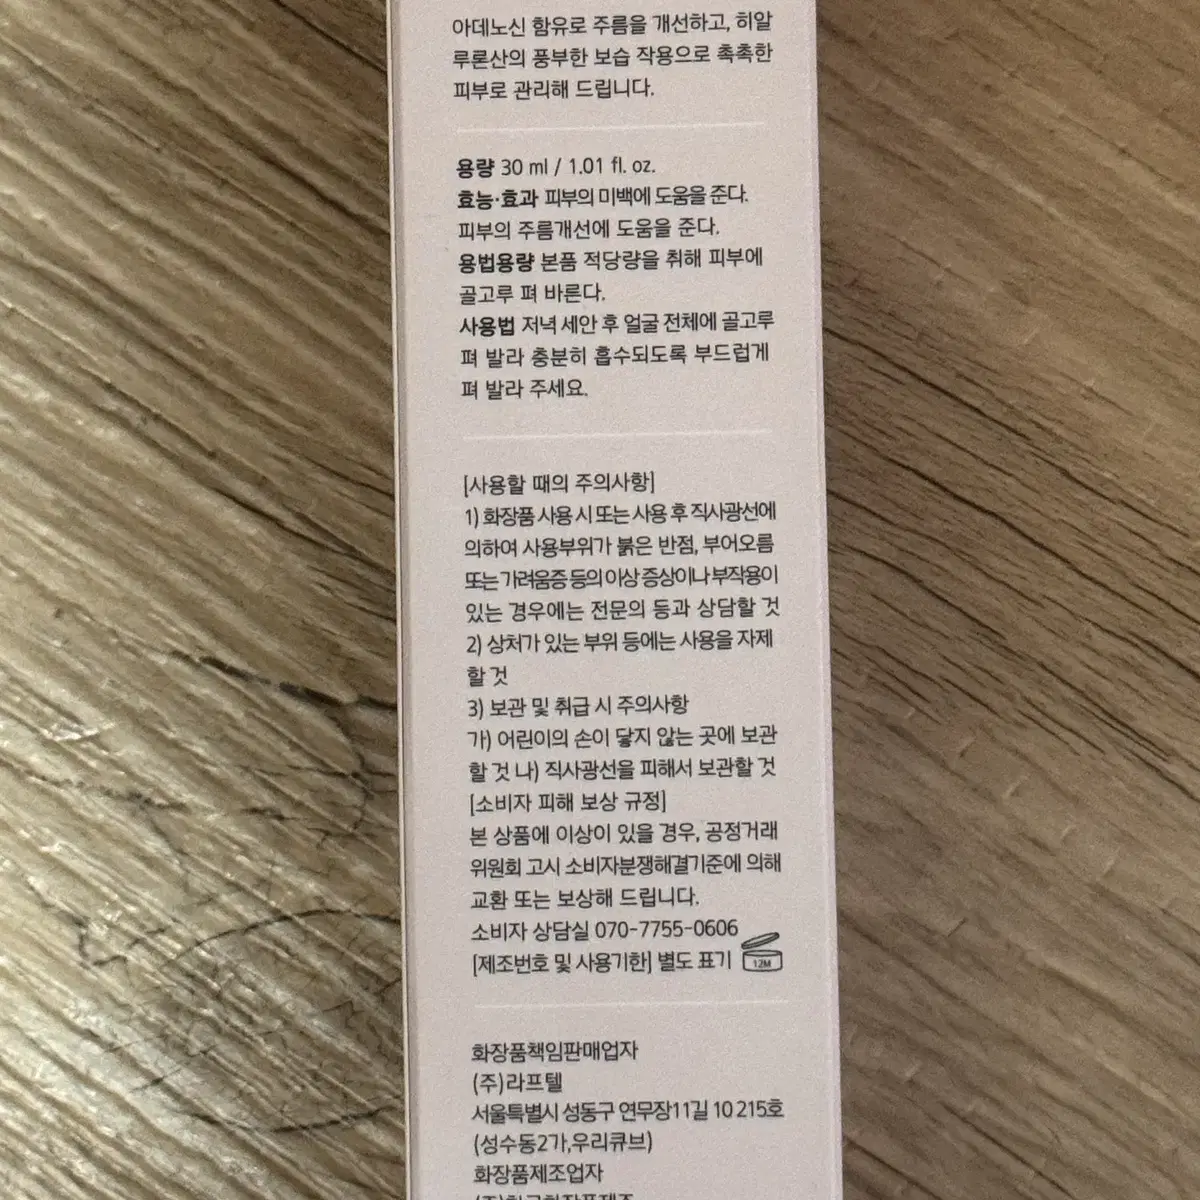 아데노신 함유로 주름을 개선하고, 히알
루론산의 풍부한 보습 작용으로 촉촉한
피부로 관리해 드립니다.
용량 30 ml / 1.01 fl. oz.
효능·효과 피부의 미백에 도움을 준다.
피부의 주름개선에 도움을 준다.
용법용량 본품 적당량을 취해 피부에
골고루 펴 바른다.
사용법 저녁 세안 후 얼굴 전체에 골고루
펴 발라 충분히 흡수되도록 부드럽게
펴 발라 주세요.
[사용할 때의 주의사항]
1) 화장품 사용 시 또는 사용 후 직사광선에
의하여 사용부위가 붉은 반점, 부어오름
또는 가려움증 등의 이상 증상이나 부작용이
있는 경우에는 전문의 등과 상담할 것
2) 상처가 있는 부위 등에는 사용을 자제
할 것
3) 보관 및 취급 시 주의사항
가) 어린이의 손이 닿지 않는 곳에 보관
할 것 나) 직사광선을 피해서 보관할 것
[소비자 피해 보상 규정]
본 상품에 이상이 있을 경우, 공정거래
위원회 고시 소비자분쟁해결기준에 의해
교환 또는 보상해 드립니다.
소비자 상담실 070-7755-0606
[제조번호 및 사용기한] 별도 표기 12M
화장품책임판매업자
(주)라프텔
서울특별시 성동구 연무장11길 10 215호
(성수동2가,우리큐브)
화장품제조업자